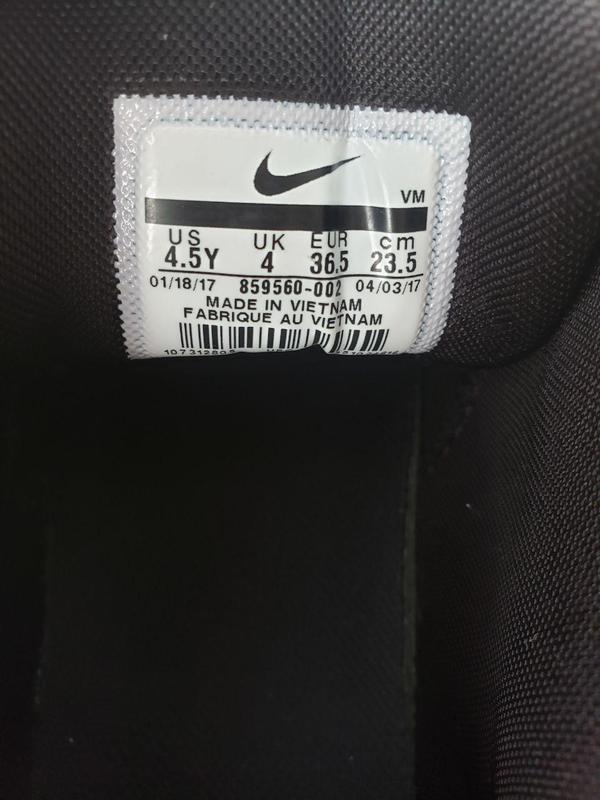 VM
US UK EUR cm
4.5Y 4 36.5 23.5
01/18/17 859560-002 04/03/17
MADE IN VIETNAM
FABRIQUE AU VIETNAM